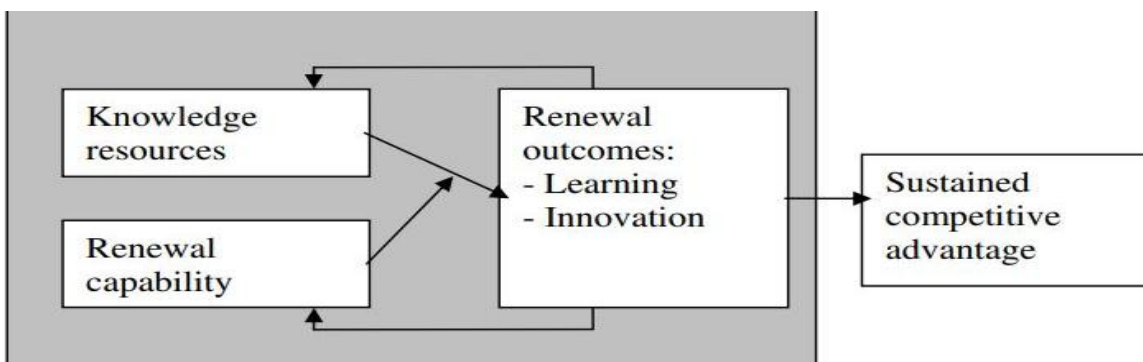 Knowledge
resources
Renewal
capability
Renewal
outcomes:
- Learning
- Innovation
Sustained
competitive
advantage